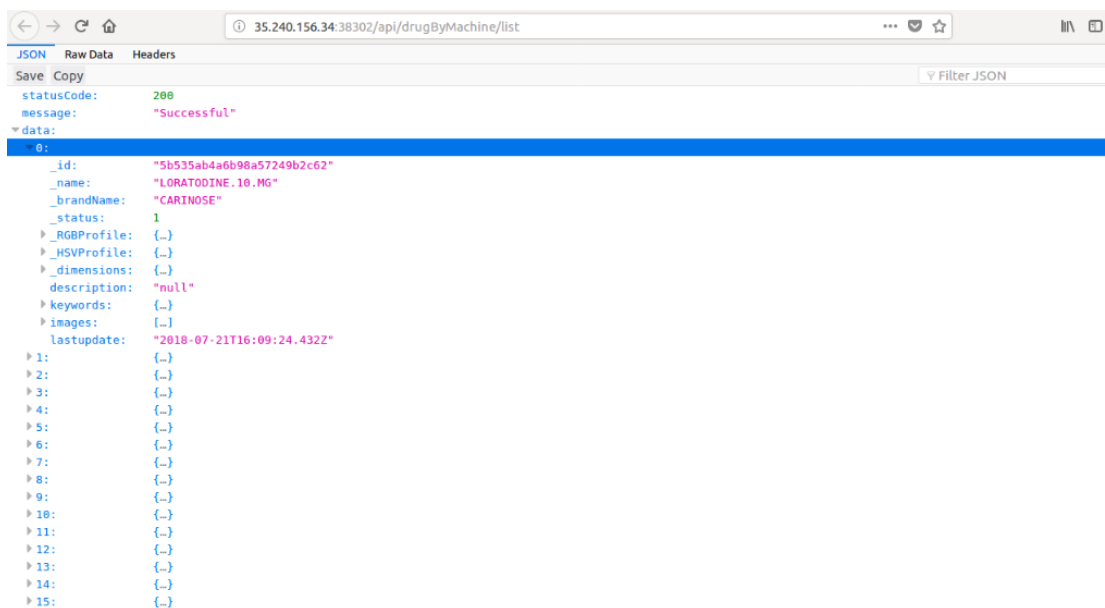 35.240.156.34:38302/api/drugByMachine/list
JSON Raw Data Headers
Save Copy Filter JSON
statusCode: 200
message: "Successful"
data:
0:
_id: "5b535ab4a6b98a57249b2c62"
_name: "LORATODINE.10.MG"
_brandName: "CARINOSE"
_status: 1
_RGBProfile: {…}
_HSVProfile: {…}
_dimensions: {…}
description: "null"
keywords: {…}
images: […]
lastupdate: "2018-07-21T16:09:24.432Z"
1: {…}
2: {…}
3: {…}
4: {…}
5: {…}
6: {…}
7: {…}
8: {…}
9: {…}
10: {…}
11: {…}
12: {…}
13: {…}
14: {…}
15: {…}